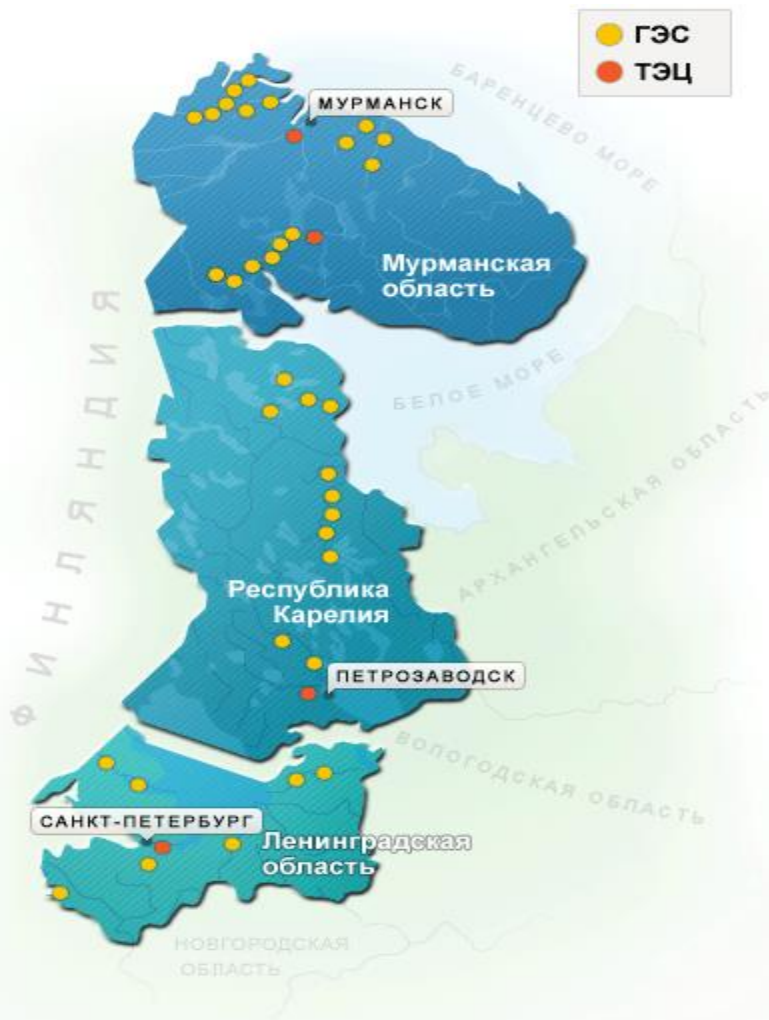 ГЭС
ТЭЦ
БАРЕНЦЕВО МОРЕ
МУРМАНСК
Мурманская
область
ФИНЛЯНДИЯ
БЕЛОЕ МОРЕ
АРХАНГЕЛЬСКАЯ ОБЛАСТЬ
Республика
Карелия
ПЕТРОЗАВОДСК
ВОЛОГОДСКАЯ ОБЛАСТЬ
САНКТ-ПЕТЕРБУРГ
Ленинградская
область
НОВГОРОДСКАЯ
ОБЛАСТЬ